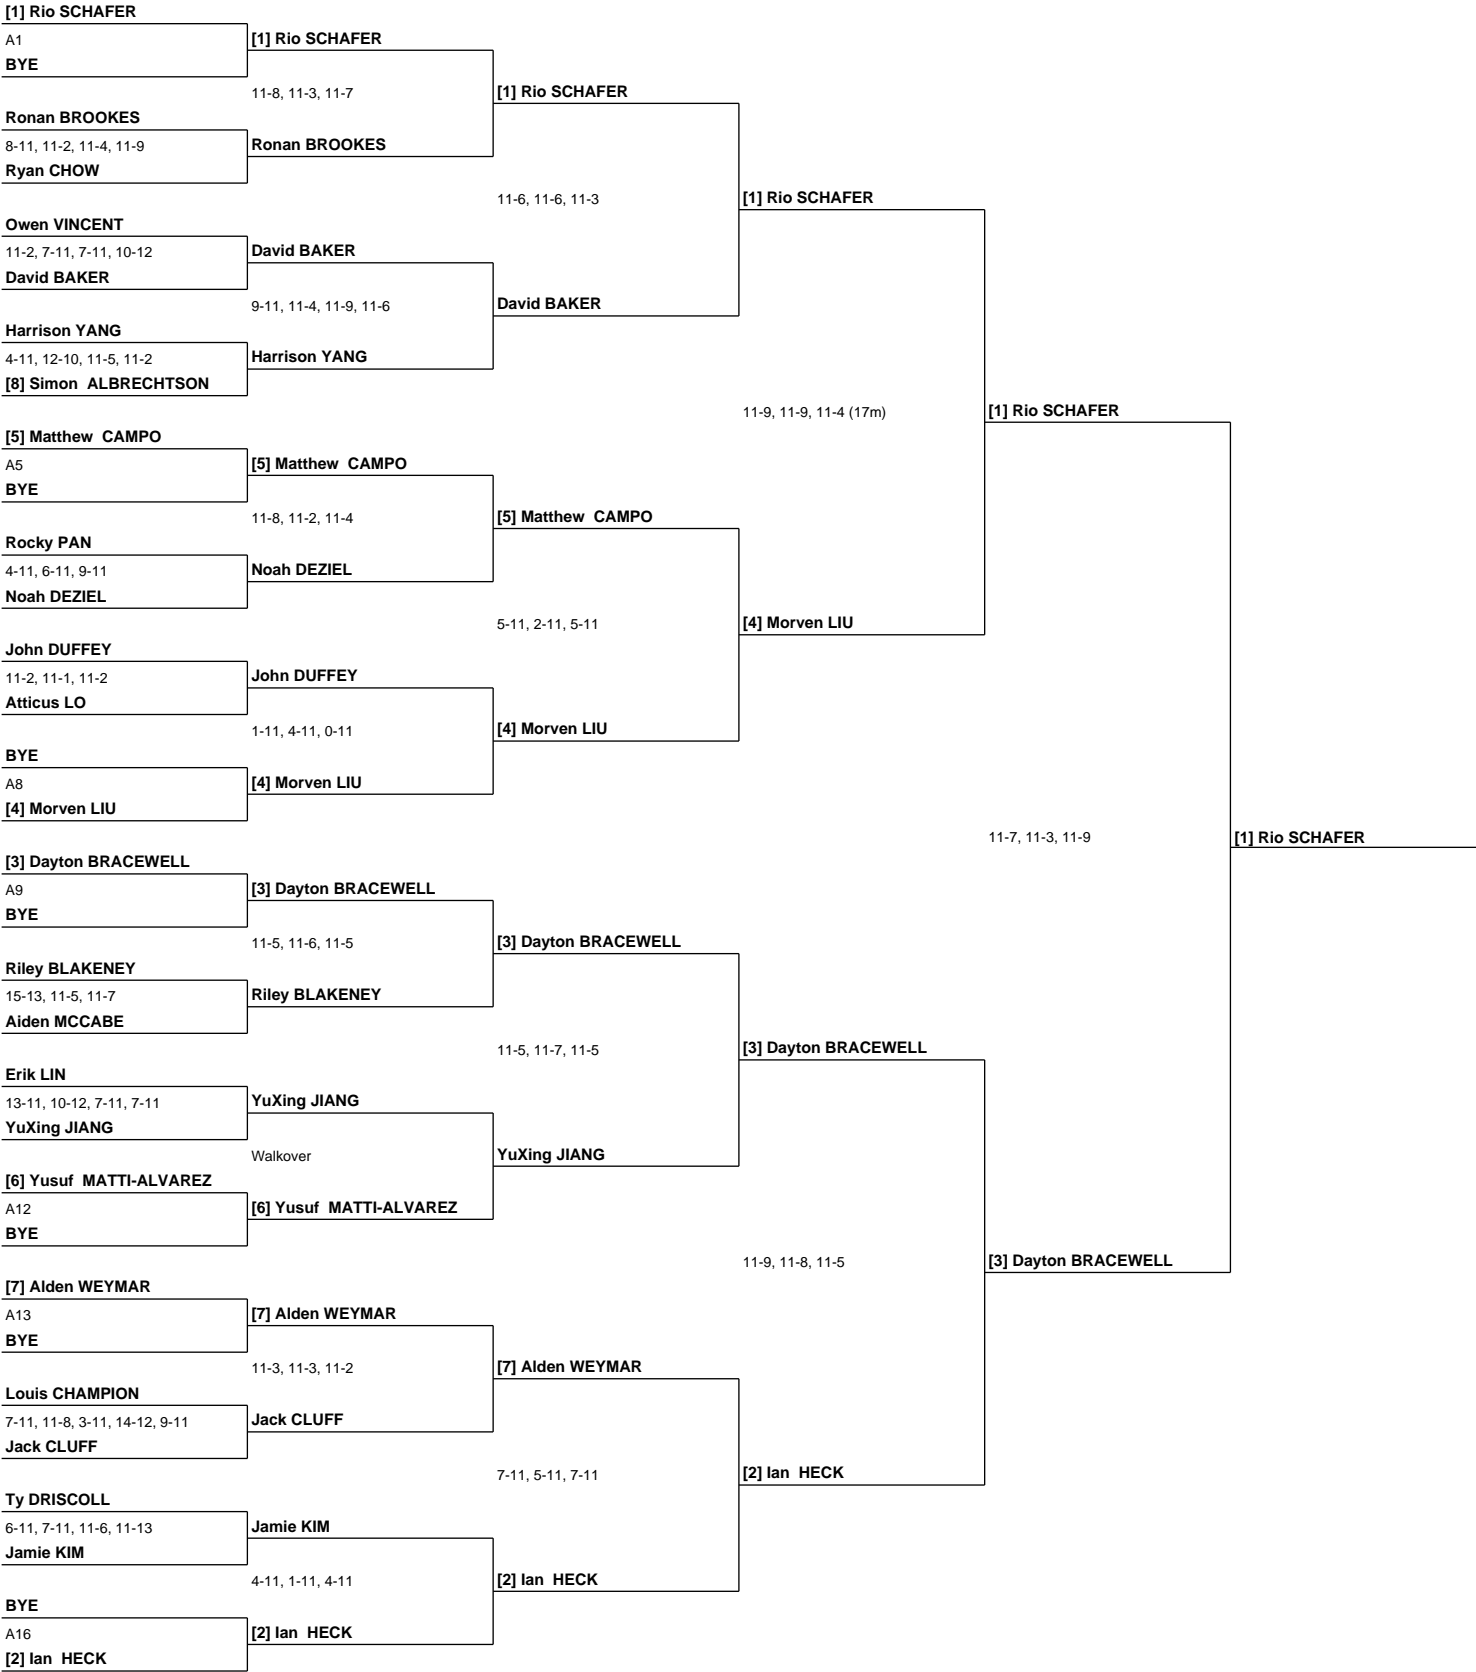 [1] Rio SCHAFER
A1
BYE
[1] Rio SCHAFER
11-8, 11-3, 11-7
[1] Rio SCHAFER
Ronan BROOKES
8-11, 11-2, 11-4, 11-9
Ryan CHOW
Ronan BROOKES
11-6, 11-6, 11-3
[1] Rio SCHAFER
Owen VINCENT
11-2, 7-11, 7-11, 10-12
David BAKER
David BAKER
9-11, 11-4, 11-9, 11-6
David BAKER
Harrison YANG
4-11, 12-10, 11-5, 11-2
[8] Simon ALBRECHTSON
Harrison YANG
11-9, 11-9, 11-4 (17m)
[1] Rio SCHAFER
[5] Matthew CAMPO
A5
BYE
[5] Matthew CAMPO
11-8, 11-2, 11-4
[5] Matthew CAMPO
Rocky PAN
4-11, 6-11, 9-11
Noah DEZIEL
Noah DEZIEL
5-11, 2-11, 5-11
[4] Morven LIU
John DUFFEY
11-2, 11-1, 11-2
Atticus LO
John DUFFEY
1-11, 4-11, 0-11
[4] Morven LIU
BYE
A8
[4] Morven LIU
[4] Morven LIU
11-7, 11-3, 11-9
[1] Rio SCHAFER
[3] Dayton BRACEWELL
A9
BYE
[3] Dayton BRACEWELL
11-5, 11-6, 11-5
[3] Dayton BRACEWELL
Riley BLAKENEY
15-13, 11-5, 11-7
Aiden MCCABE
Riley BLAKENEY
11-5, 11-7, 11-5
[3] Dayton BRACEWELL
Erik LIN
13-11, 10-12, 7-11, 7-11
YuXing JIANG
YuXing JIANG
Walkover
YuXing JIANG
[6] Yusuf MATTI-ALVAREZ
A12
BYE
[6] Yusuf MATTI-ALVAREZ
11-9, 11-8, 11-5
[3] Dayton BRACEWELL
[7] Alden WEYMAR
A13
BYE
[7] Alden WEYMAR
11-3, 11-3, 11-2
[7] Alden WEYMAR
Louis CHAMPION
7-11, 11-8, 3-11, 14-12, 9-11
Jack CLUFF
Jack CLUFF
7-11, 5-11, 7-11
[2] Ian HECK
Ty DRISCOLL
6-11, 7-11, 11-6, 11-13
Jamie KIM
Jamie KIM
4-11, 1-11, 4-11
[2] Ian HECK
BYE
A16
[2] Ian HECK
[2] Ian HECK